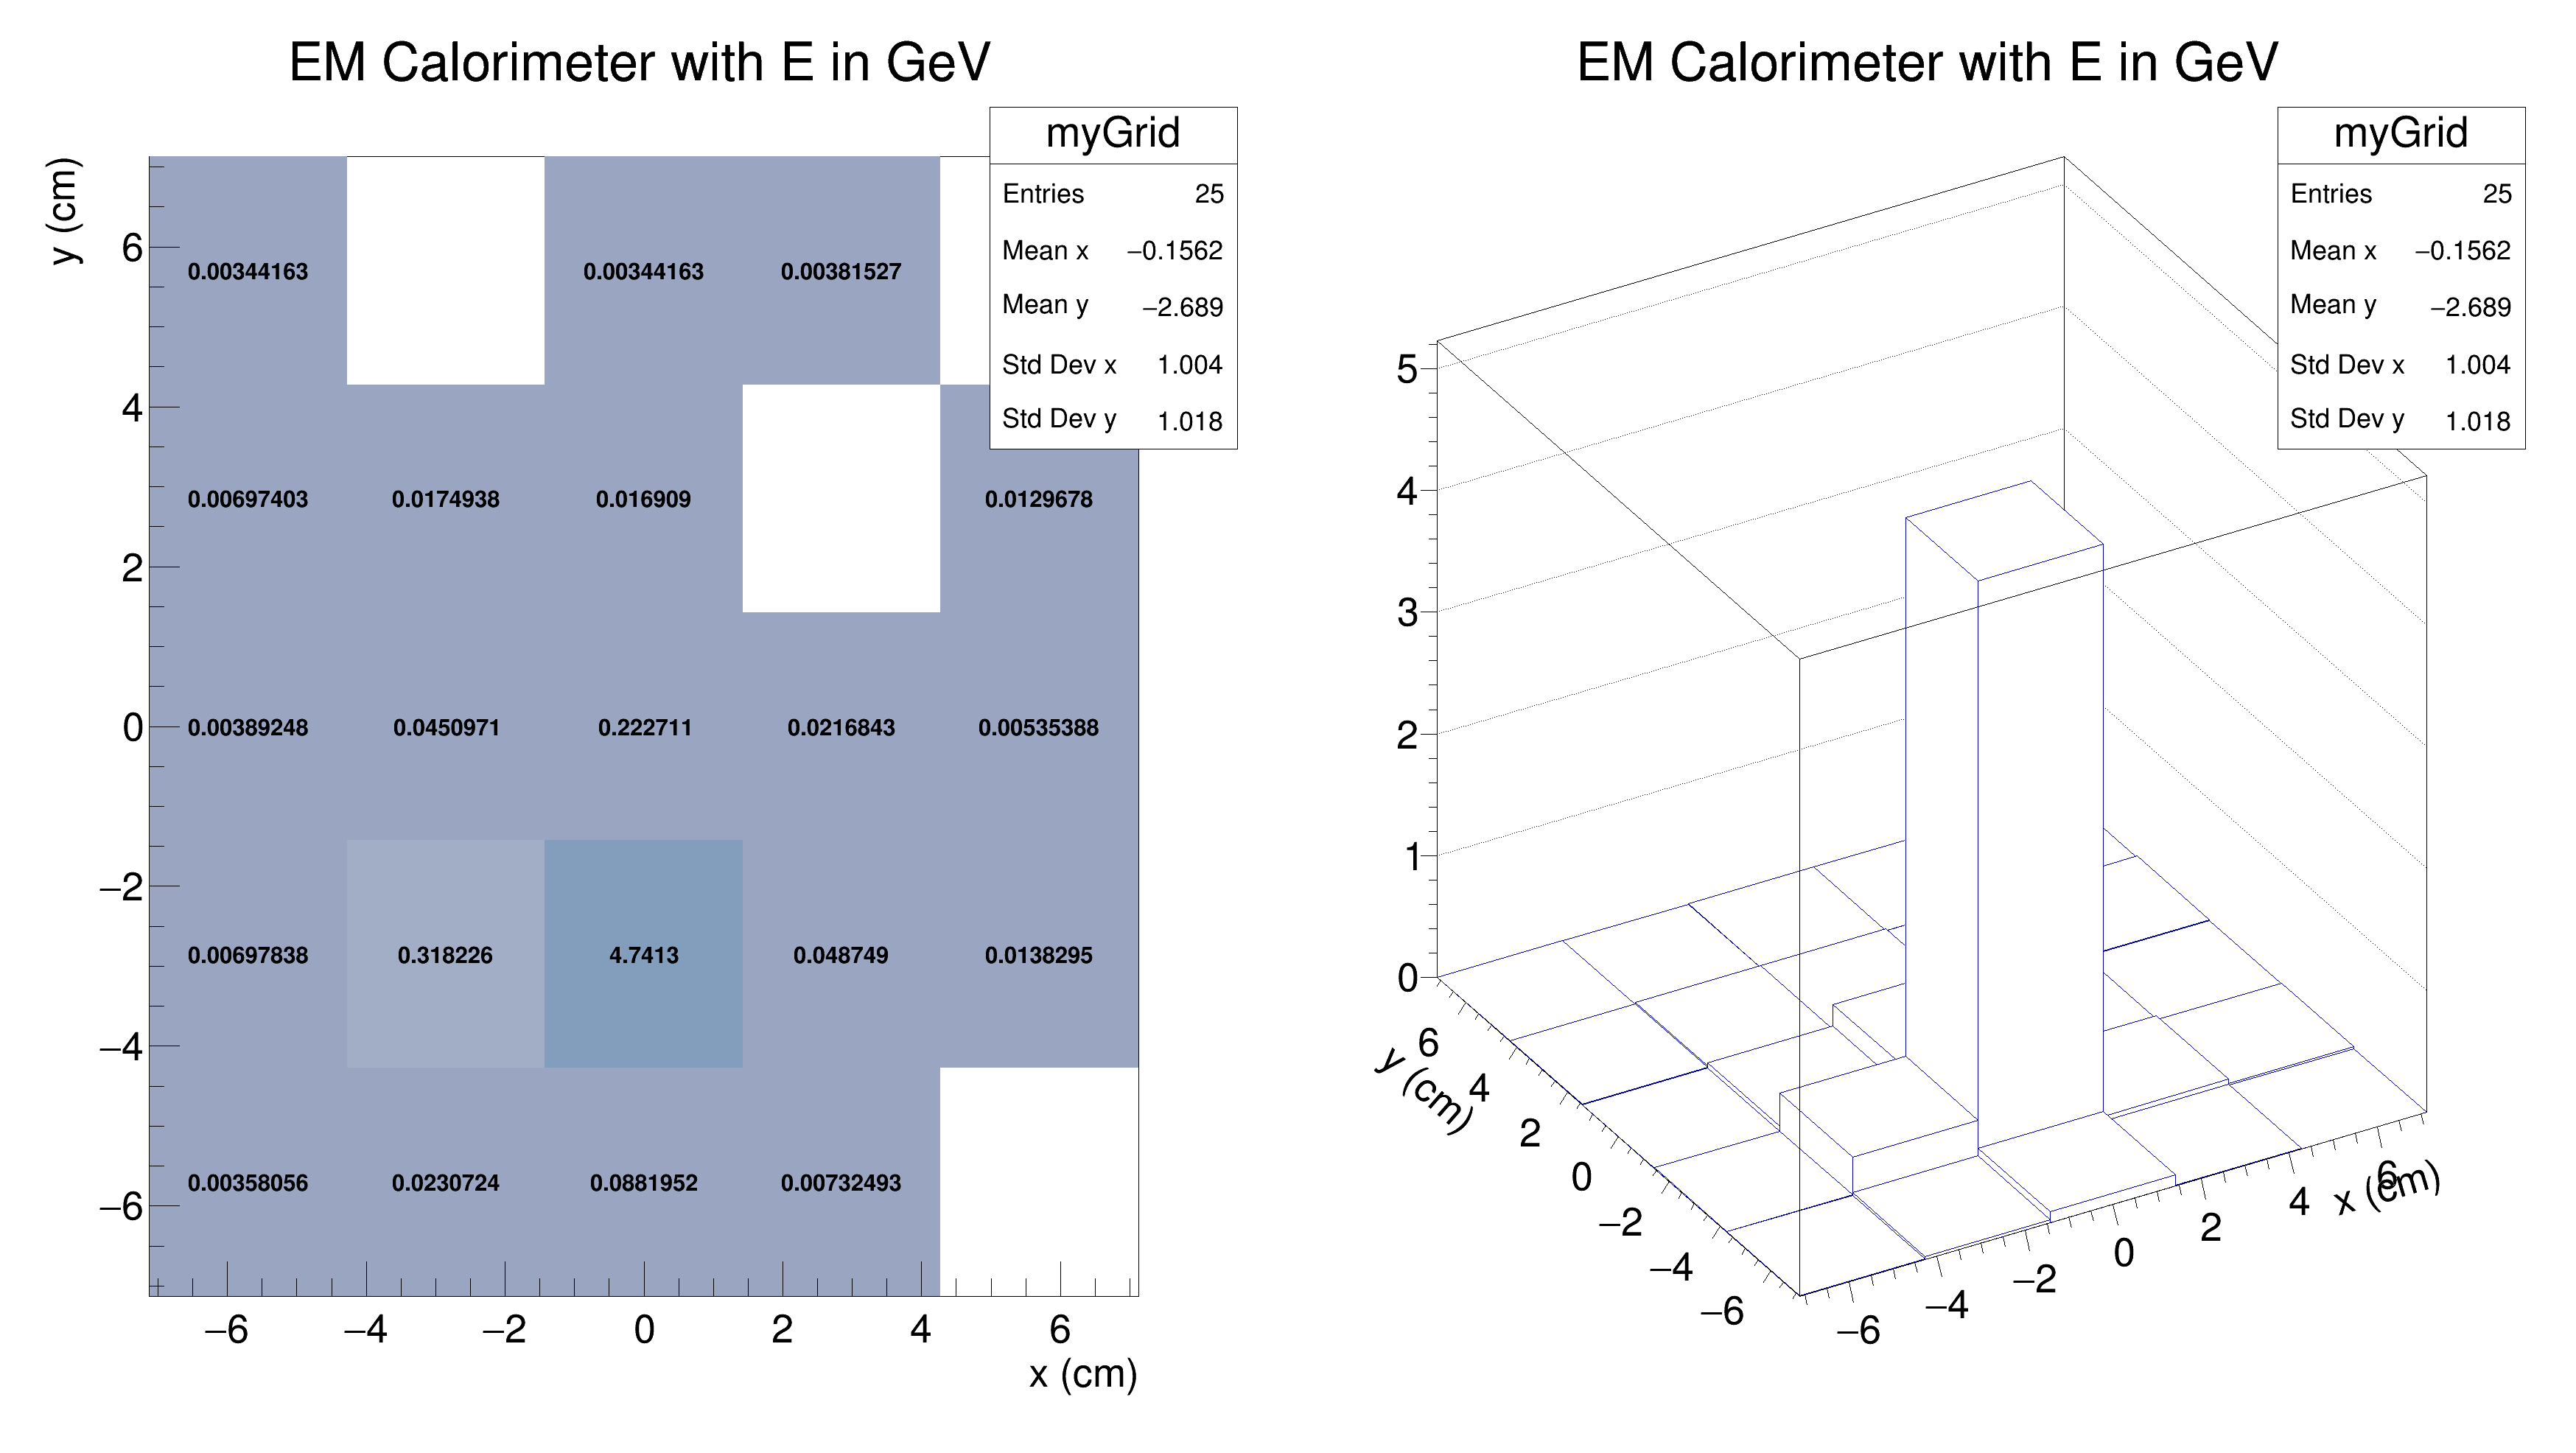 EM Calorimeter with E in GeV
myGrid
Entries 25
Mean x −0.1562
Mean y −2.689
Std Dev x 1.004
Std Dev y 1.018
y (cm)
6
4
2
0
−2
−4
−6
0.00344163 0.00344163 0.00381527
0.00697403 0.0174938 0.016909 0.0129678
0.00389248 0.0450971 0.222711 0.0216843 0.00535388
0.00697838 0.318226 4.7413 0.048749 0.0138295
0.00358056 0.0230724 0.0881952 0.00732493
−6 −4 −2 0 2 4 6
x (cm)
EM Calorimeter with E in GeV
myGrid
Entries 25
Mean x −0.1562
Mean y −2.689
Std Dev x 1.004
Std Dev y 1.018
5
4
3
2
1
0
6
4
2
0
−2
−4
−6
y (cm)
−6
−4
−2
0
2
4
6
x (cm)